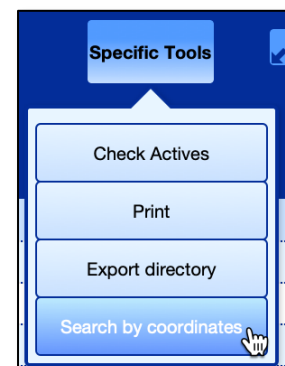 Specific Tools
Check Actives
Print
Export directory
Search by coordinates